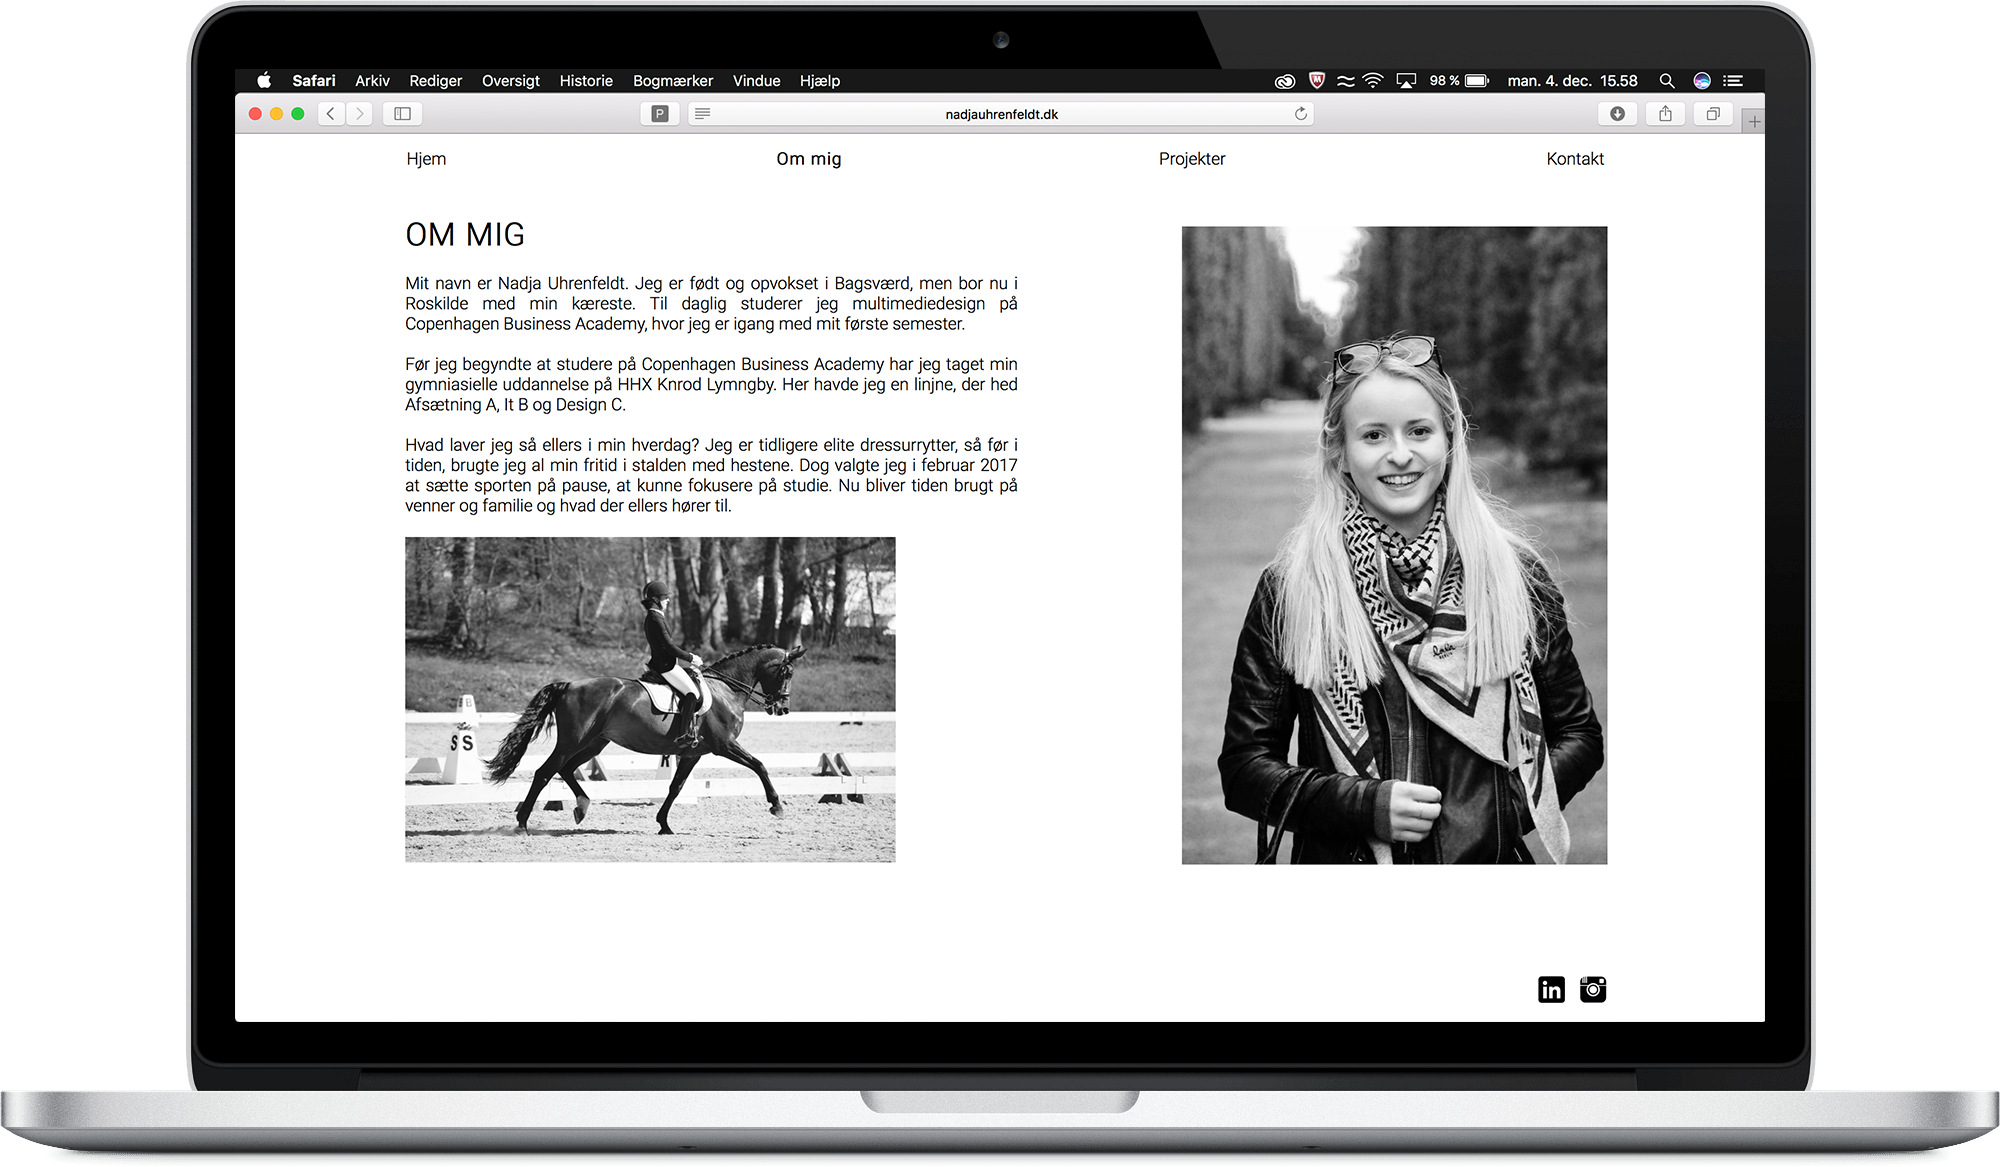 Safari Arkiv Rediger Oversigt Historie Bogmærker Vindue Hjælp 98 % man. 4. dec. 15.58
P nadjauhrenfeldt.dk
Hjem Om mig Projekter Kontakt
OM MIG
Mit navn er Nadja Uhrenfeldt. Jeg er født og opvokset i Bagsværd, men bor nu i
Roskilde med min kæreste. Til daglig studerer jeg multimediedesign på
Copenhagen Business Academy, hvor jeg er igang med mit første semester.
Før jeg begyndte at studere på Copenhagen Business Academy har jeg taget min
gymniasielle uddannelse på HHX Knrod Lymngby. Her havde jeg en linjne, der hed
Afsætning A, It B og Design C.
Hvad laver jeg så ellers i min hverdag? Jeg er tidligere elite dressurrytter, så før i
tiden, brugte jeg al min fritid i stalden med hestene. Dog valgte jeg i februar 2017
at sætte sporten på pause, at kunne fokusere på studie. Nu bliver tiden brugt på
venner og familie og hvad der ellers hører til.
B
S S
R
in